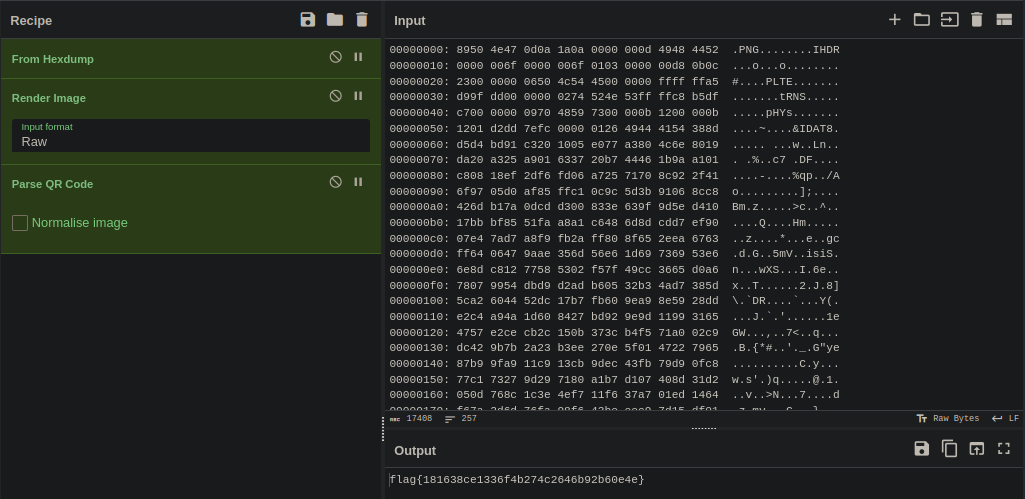 Recipe
From Hexdump
Render Image
Input format
Raw
Parse QR Code
Normalise image
Input
00000000: 8950 4e47 0d0a 1a0a 0000 000d 4948 4452 .PNG........IHDR
00000010: 0000 006f 0000 006f 0103 0000 00d8 0b0c ...o...o........
00000020: 2300 0000 0650 4c54 4500 0000 ffff ffa5 #....PLTE.......
00000030: d99f dd00 0000 0274 524e 53ff ffc8 b5df .......tRNS.....
00000040: c700 0000 0970 4859 7300 000b 1200 000b .....pHYs.......
00000050: 1201 d2dd 7efc 0000 0126 4944 4154 388d ....~....&IDAT8.
00000060: d5d4 bd91 c320 1005 e077 a380 4c6e 8019 ..... ...w..Ln..
00000070: da20 a325 a901 6337 20b7 4446 1b9a a101 . .%..c7 .DF....
00000080: c808 18ef 2df6 fd06 a725 7170 8c92 2f41 ....-....%qp../A
00000090: 6f97 05d0 af85 ffc1 0c9c 5d3b 9106 8cc8 o.........];....
000000a0: 426d b17a 0dcd d300 833e 639f 9d5e d410 Bm.z.....>c..^..
000000b0: 17bb bf85 51fa a8a1 c648 6d8d cdd7 ef90 ....Q....Hm.....
000000c0: 07e4 7ad7 a8f9 fb2a ff80 8f65 2eea 6763 ..z....*...e..gc
000000d0: ff64 0647 9aae 356d 56e6 1d69 7369 53e6 .d.G..5mV..isiS.
000000e0: 6e8d c812 7758 5302 f57f 49cc 3665 d0a6 n...wXS...I.6e..
000000f0: 7807 9954 dbd9 d2ad b605 32b3 4ad7 385d x..T......2.J.8]
00000100: 5ca2 6044 52dc 17b7 fb60 9ea9 8e59 28dd \.`DR....`...Y(.
00000110: e2c4 a94a 1d60 8427 bd92 9e9d 1199 3165 ...J.`.'......1e
00000120: 4757 e2ce cb2c 150b 373c b4f5 71a0 02c9 GW...,..7<..q...
00000130: dc42 9b7b 2a23 b3ee 270e 5f01 4722 7965 .B.{*#..'._.G"ye
00000140: 87b9 9fa9 11c9 13cb 9dec 43fb 79d9 0fc8 ..........C.y...
00000150: 77c1 7327 9d29 7180 a1b7 d107 408d 31d2 w.s'.)q.....@.1.
00000160: 050d 768c 1c3e 4ef7 11f6 37a7 01ed 1464 ..v..>N...7....d
REC 17408 257 Raw Bytes LF
Output
flag{181638ce1336f4b274c2646b92b60e4e}